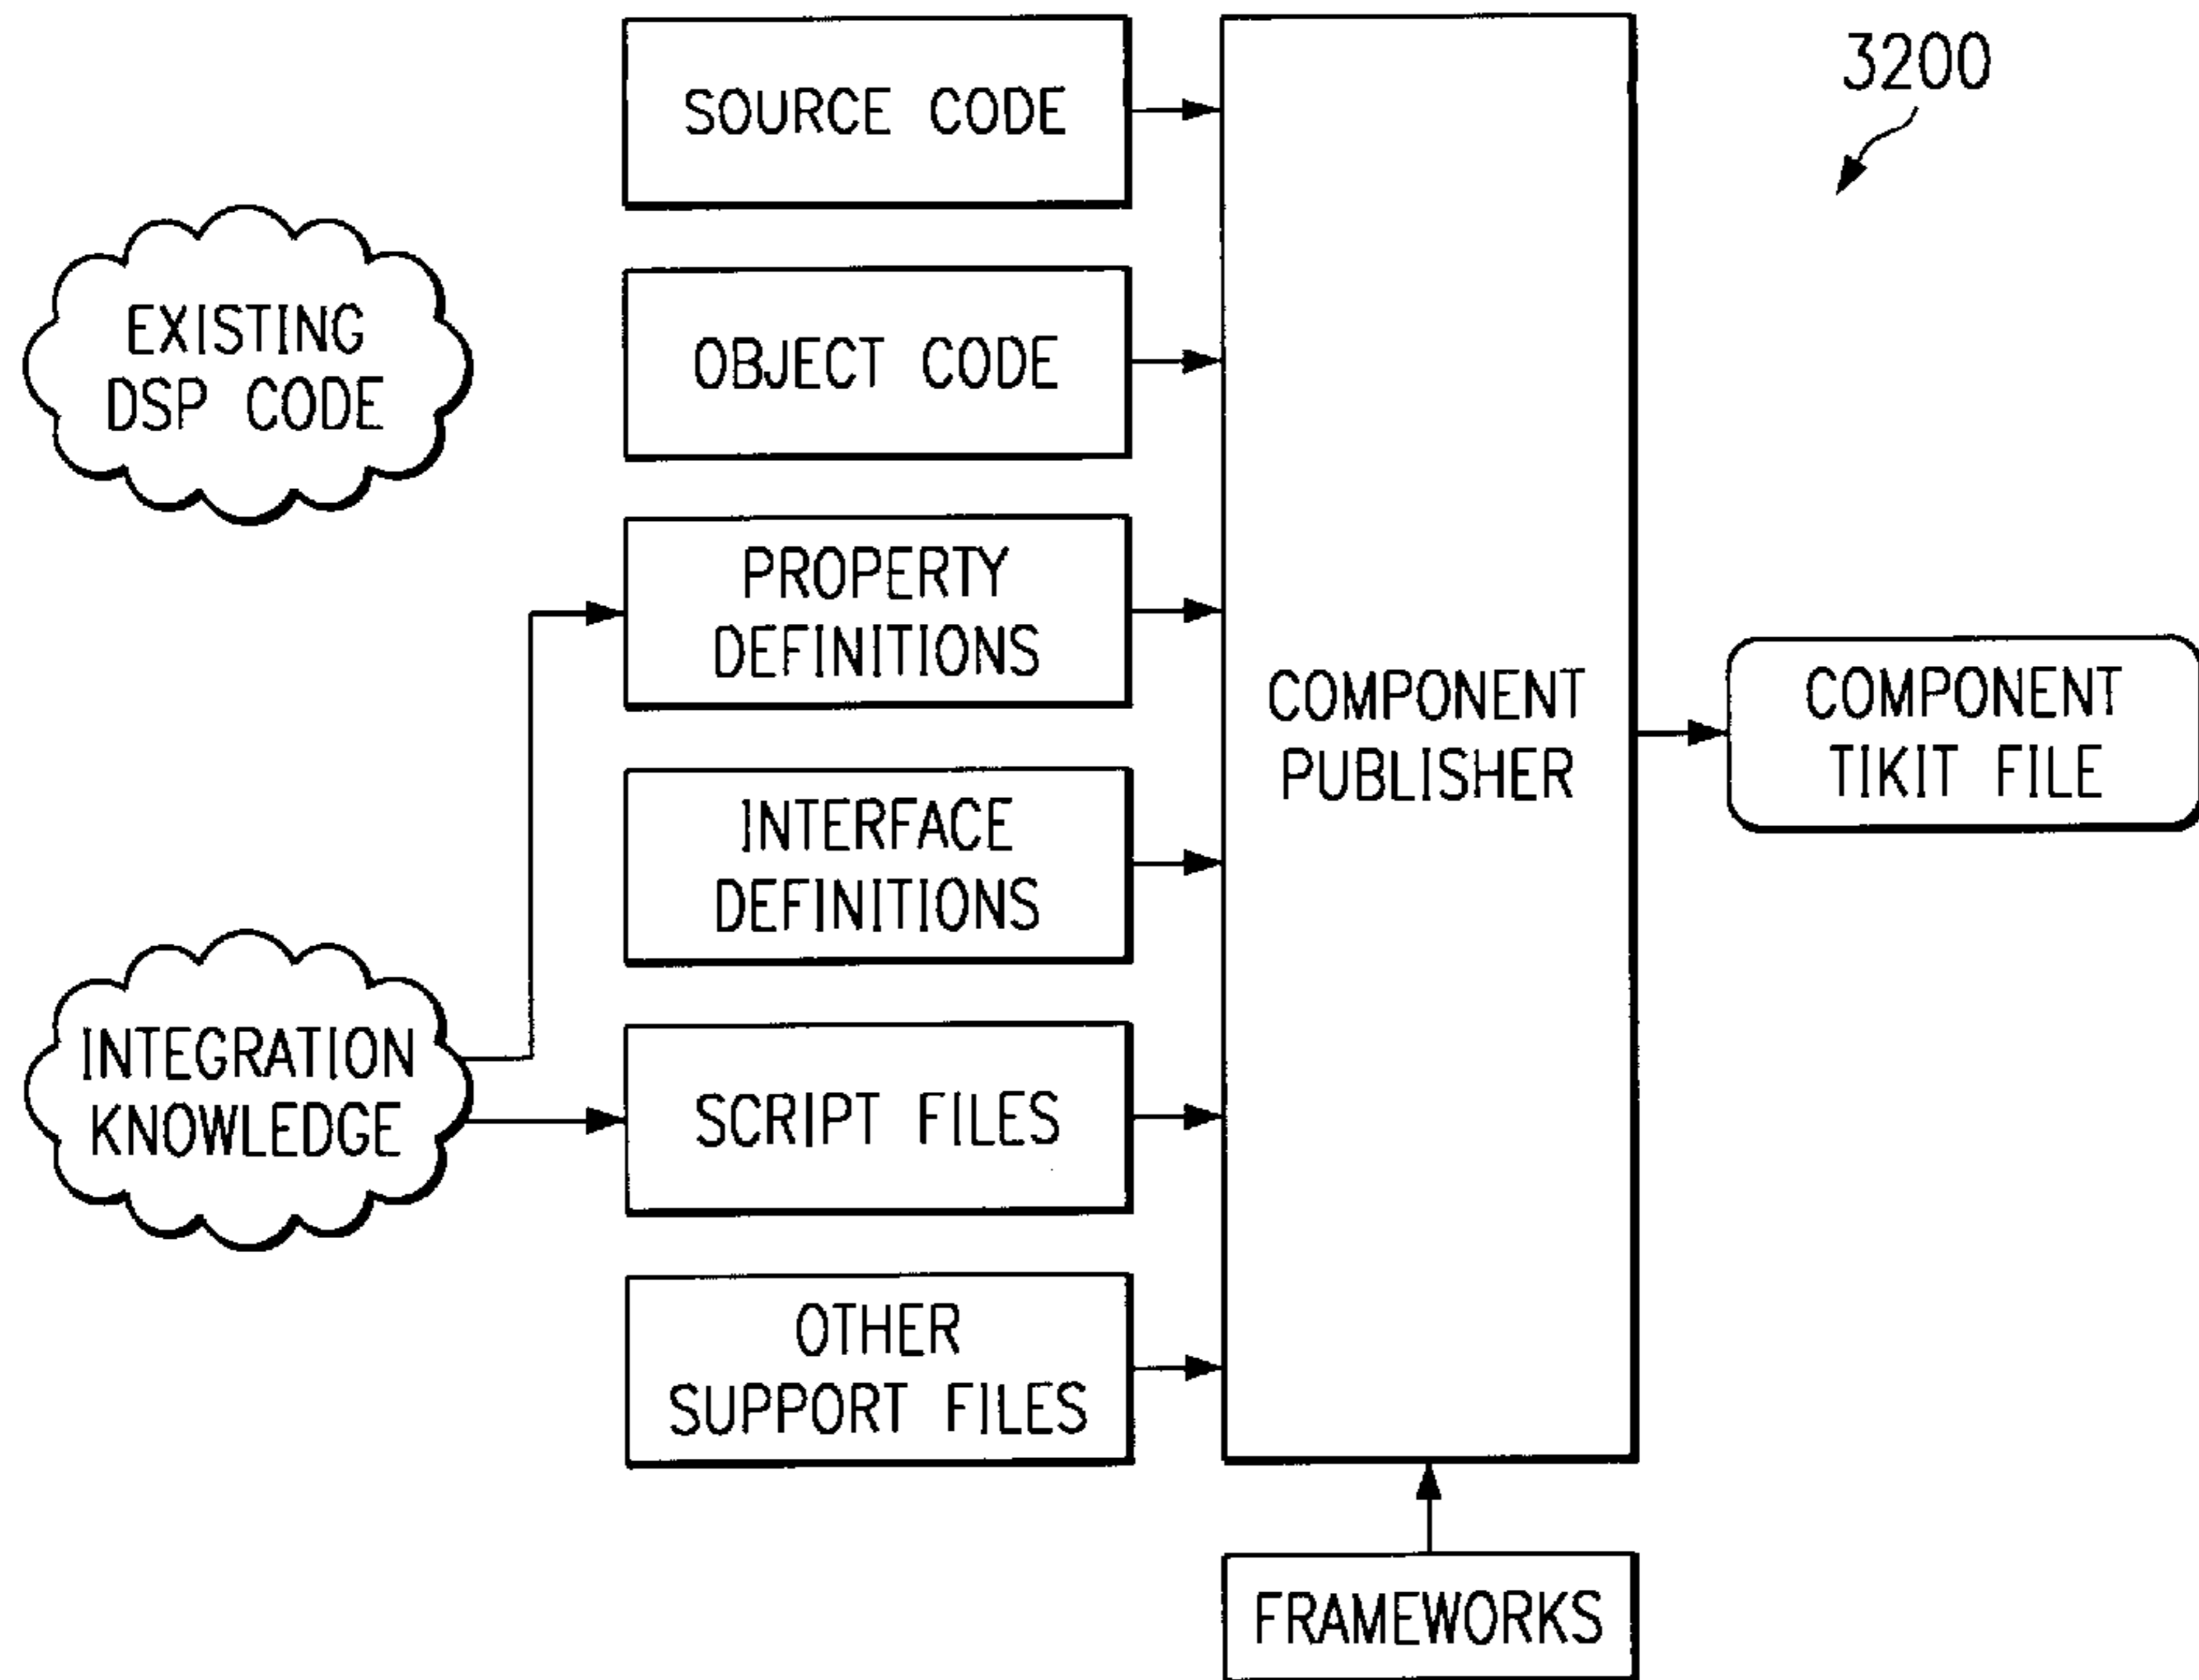 3200
SOURCE CODE
OBJECT CODE
EXISTING
DSP CODE
PROPERTY
DEFINITIONS
INTERFACE
DEFINITIONS
INTEGRATION
KNOWLEDGE
SCRIPT FILES
OTHER
SUPPORT FILES
COMPONENT
PUBLISHER
COMPONENT
TIKIT FILE
FRAMEWORKS